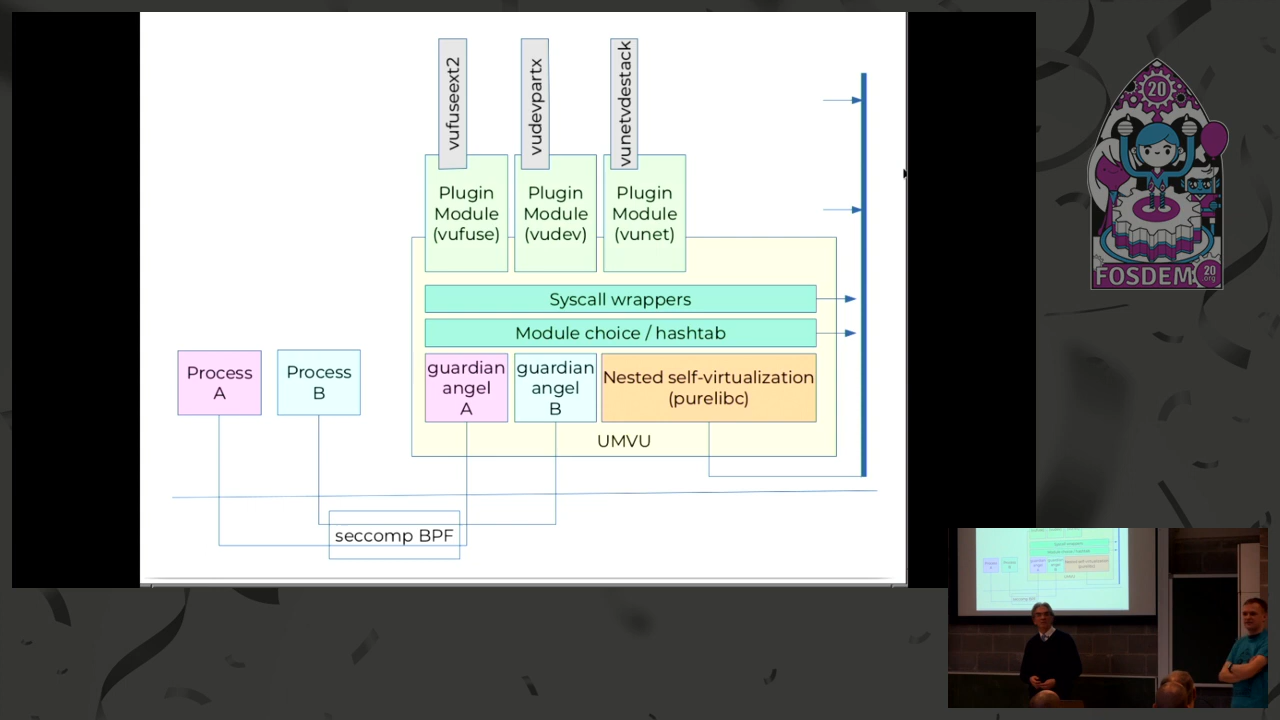 vufuseext2
vudevpartx
vunetvdestack
Plugin
Module
(vufuse)
Plugin
Module
(vudev)
Plugin
Module
(vunet)
Syscall wrappers
Module choice / hashtab
Process
A
Process
B
guardian
angel
A
guardian
angel
B
Nested self-virtualization
(purelibc)
UMVU
seccomp BPF
20
FOSDEM
20
.org